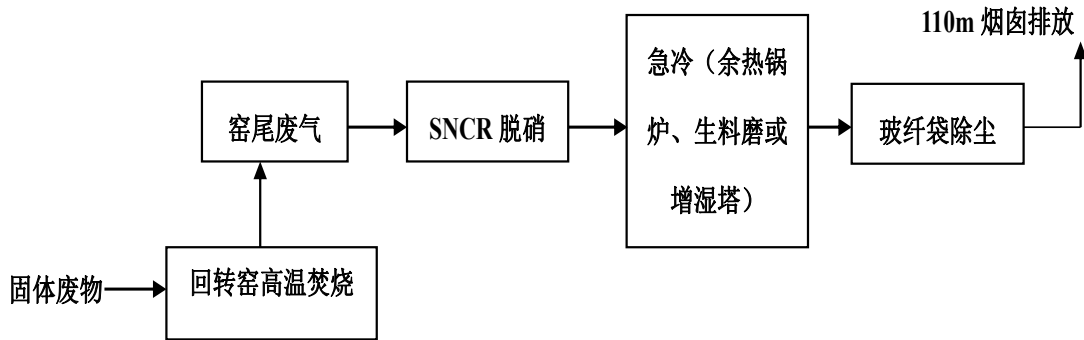 固体废物
回转窑高温焚烧
窑尾废气
SNCR 脱硝
急冷（余热锅
炉、生料磨或
增湿塔）
玻纤袋除尘
110m 烟囱排放